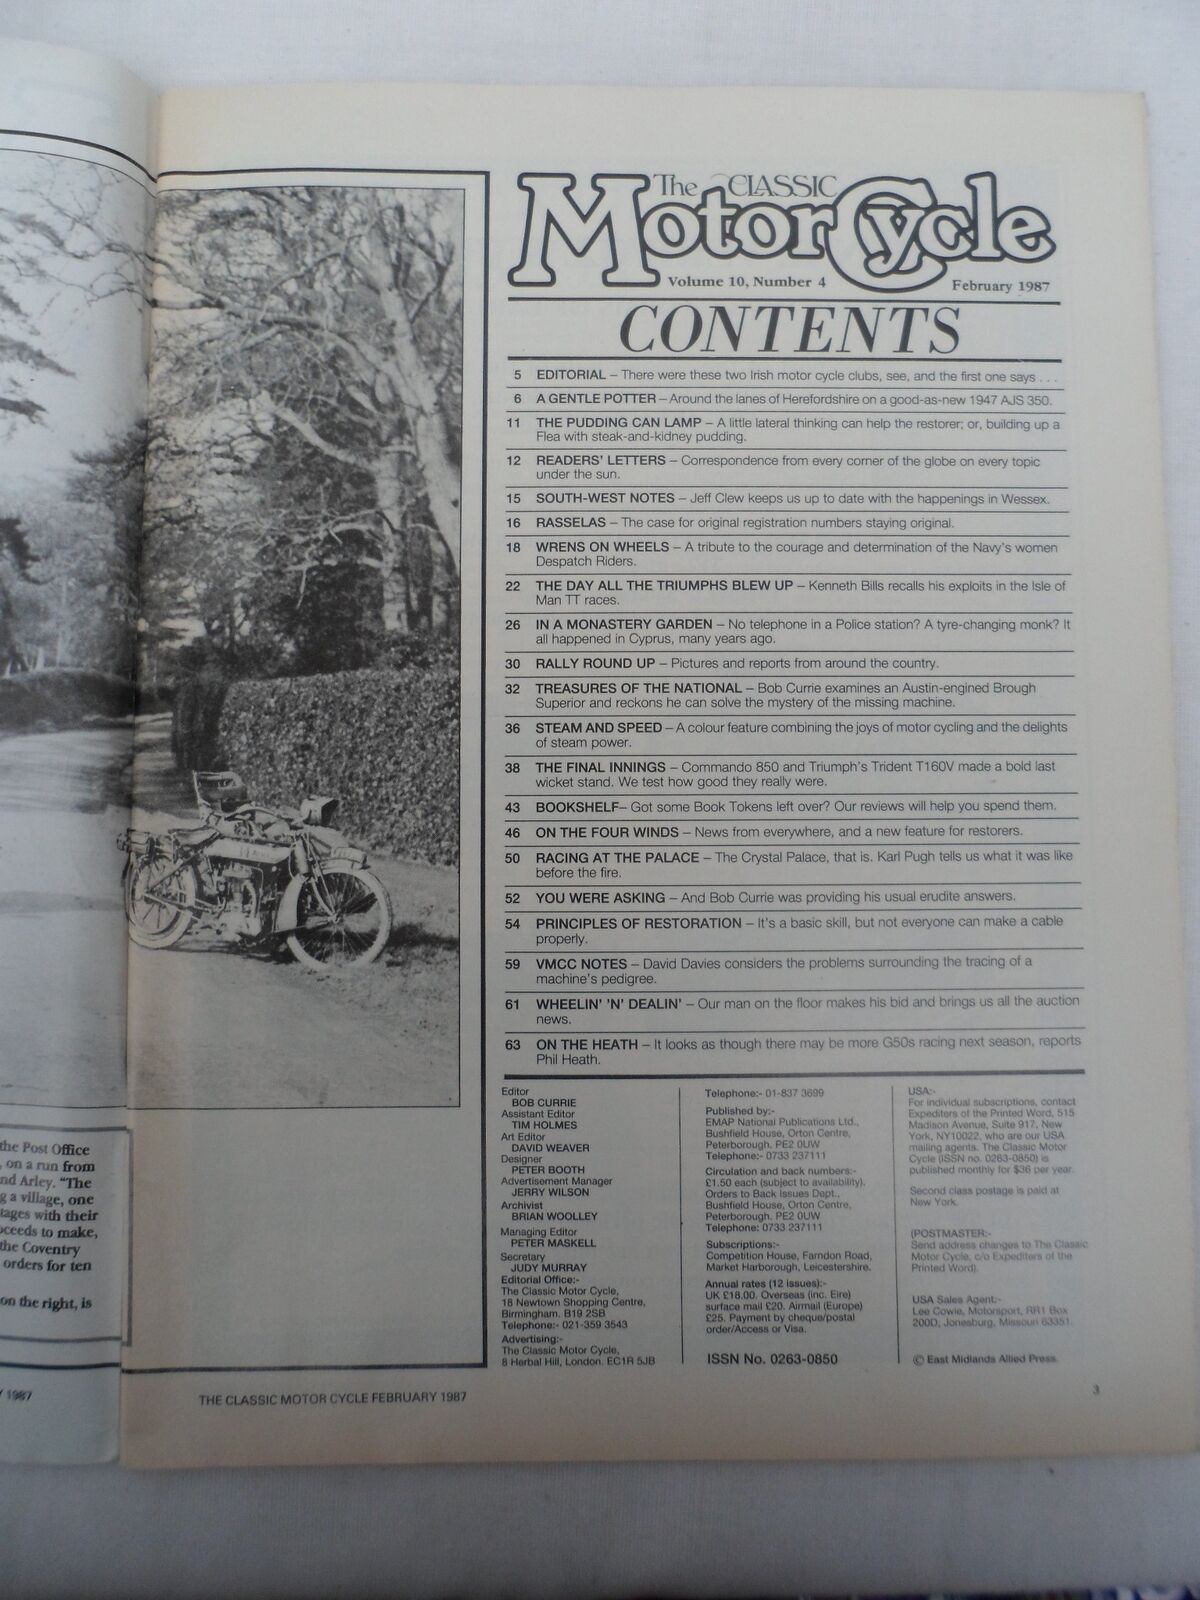 the Post Office
, on a run from
nd Arley. "The
g a village, one
tages with their
oceeds to make,
the Coventry
orders for ten
on the right, is
1987
The CLASSIC
MotorCycle
Volume 10, Number 4
February 1987
CONTENTS
5 EDITORIAL – There were these two Irish motor cycle clubs, see, and the first one says . . .
6 A GENTLE POTTER – Around the lanes of Herefordshire on a good-as-new 1947 AJS 350.
11 THE PUDDING CAN LAMP – A little lateral thinking can help the restorer; or, building up a
Flea with steak-and-kidney pudding.
12 READERS' LETTERS – Correspondence from every corner of the globe on every topic
under the sun.
15 SOUTH-WEST NOTES – Jeff Clew keeps us up to date with the happenings in Wessex.
16 RASSELAS – The case for original registration numbers staying original.
18 WRENS ON WHEELS – A tribute to the courage and determination of the Navy's women
Despatch Riders.
22 THE DAY ALL THE TRIUMPHS BLEW UP – Kenneth Bills recalls his exploits in the Isle of
Man TT races.
26 IN A MONASTERY GARDEN – No telephone in a Police station? A tyre-changing monk? It
all happened in Cyprus, many years ago.
30 RALLY ROUND UP – Pictures and reports from around the country.
32 TREASURES OF THE NATIONAL – Bob Currie examines an Austin-engined Brough
Superior and reckons he can solve the mystery of the missing machine.
36 STEAM AND SPEED – A colour feature combining the joys of motor cycling and the delights
of steam power.
38 THE FINAL INNINGS – Commando 850 and Triumph's Trident T160V made a bold last
wicket stand. We test how good they really were.
43 BOOKSHELF– Got some Book Tokens left over? Our reviews will help you spend them.
46 ON THE FOUR WINDS – News from everywhere, and a new feature for restorers.
50 RACING AT THE PALACE – The Crystal Palace, that is. Karl Pugh tells us what it was like
before the fire.
52 YOU WERE ASKING – And Bob Currie was providing his usual erudite answers.
54 PRINCIPLES OF RESTORATION – It's a basic skill, but not everyone can make a cable
properly.
59 VMCC NOTES – David Davies considers the problems surrounding the tracing of a
machine's pedigree.
61 WHEELIN' 'N' DEALIN' – Our man on the floor makes his bid and brings us all the auction
news.
63 ON THE HEATH – It looks as though there may be more G50s racing next season, reports
Phil Heath.
Editor
BOB CURRIE
Assistant Editor
TIM HOLMES
Art Editor
DAVID WEAVER
Designer
PETER BOOTH
Advertisement Manager
JERRY WILSON
Archivist
BRIAN WOOLLEY
Managing Editor
PETER MASKELL
Secretary
JUDY MURRAY
Editorial Office:-
The Classic Motor Cycle,
18 Newtown Shopping Centre,
Birmingham. B19 2SB
Telephone:- 021-359 3543
Advertising:-
The Classic Motor Cycle,
8 Herbal Hill, London. EC1R 5JB
Telephone:- 01-837 3699
Published by:-
EMAP National Publications Ltd.,
Bushfield House, Orton Centre,
Peterborough. PE2 0UW
Telephone:- 0733 237111
Circulation and back numbers:-
£1.50 each (subject to availability).
Orders to Back Issues Dept.,
Bushfield House, Orton Centre,
Peterborough. PE2 0UW
Telephone: 0733 237111
Subscriptions:-
Competition House, Farndon Road,
Market Harborough, Leicestershire.
Annual rates (12 issues):-
UK £18.00. Overseas (inc. Eire)
surface mail £20. Airmail (Europe)
£25. Payment by cheque/postal
order/Access or Visa.
ISSN No. 0263-0850
USA:-
For individual subscriptions, contact
Expediters of the Printed Word, 515
Madison Avenue, Suite 917, New
York, NY10022, who are our USA
mailing agents. The Classic Motor
Cycle (ISSN no. 0263-0850) is
published monthly for $36 per year.
Second class postage is paid at
New York.
(POSTMASTER:-
Send address changes to The Classic
Motor Cycle, c/o Expediters of the
Printed Word).
USA Sales Agent:-
Lee Cowie, Motorsport, RR1 Box
200D, Jonesburg, Missouri 63351.
© East Midlands Allied Press
THE CLASSIC MOTOR CYCLE FEBRUARY 1987
3